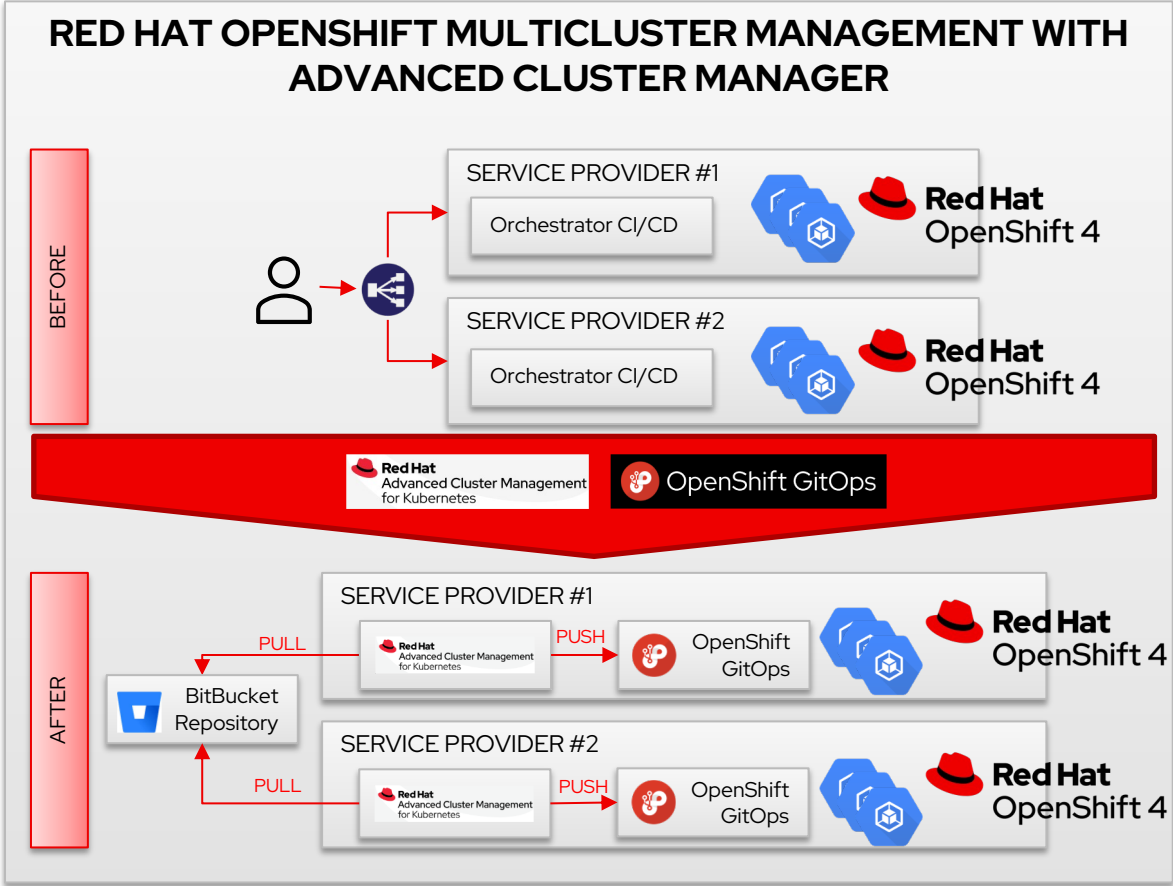 RED HAT OPENSHIFT MULTICLUSTER MANAGEMENT WITH
ADVANCED CLUSTER MANAGER
BEFORE
SERVICE PROVIDER #1
Orchestrator CI/CD
Red Hat
OpenShift 4
SERVICE PROVIDER #2
Orchestrator CI/CD
Red Hat
OpenShift 4
Red Hat
Advanced Cluster Management
for Kubernetes
OpenShift GitOps
AFTER
BitBucket
Repository
SERVICE PROVIDER #1
PULL
Red Hat
Advanced Cluster Management
for Kubernetes
PUSH
OpenShift
GitOps
Red Hat
OpenShift 4
SERVICE PROVIDER #2
PULL
Red Hat
Advanced Cluster Management
for Kubernetes
PUSH
OpenShift
GitOps
Red Hat
OpenShift 4